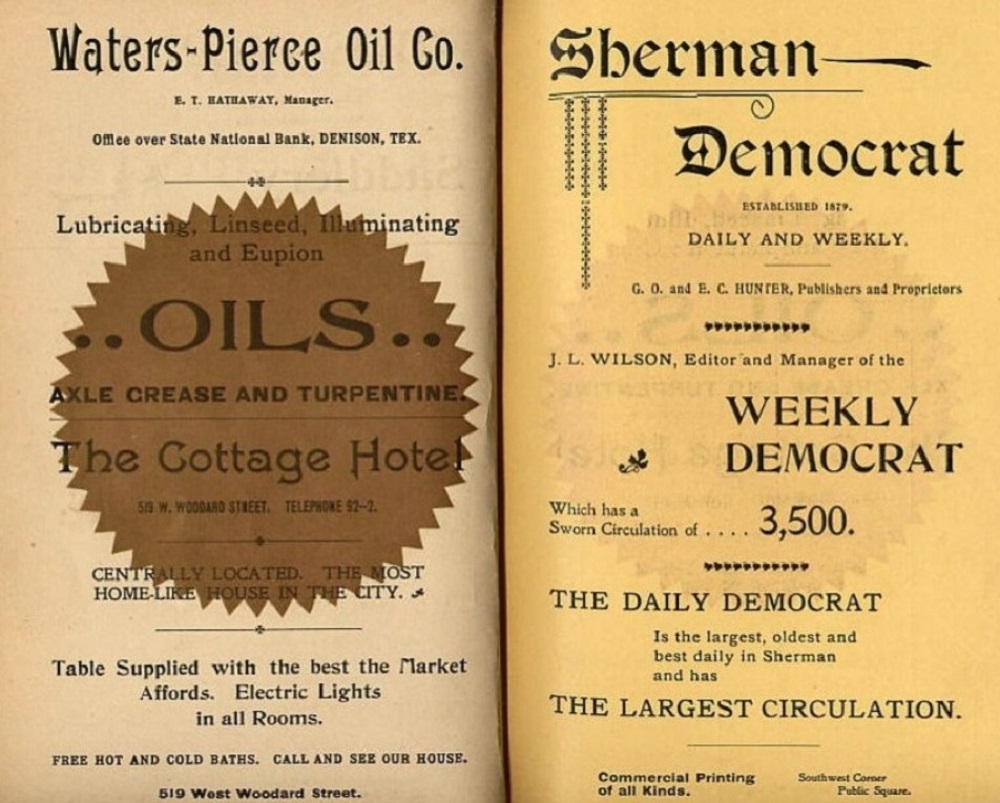 Waters-Pierce Oil Co.
E. T. HATHAWAY, Manager.
Office over State National Bank, DENISON, TEX.
Lubricating, Linseed, Illuminating
and Eupion
..OILS..
AXLE GREASE AND TURPENTINE.
The Cottage Hotel
519 W. WOODARD STREET. TELEPHONE 92-2.
CENTRALLY LOCATED. THE MOST
HOME-LIKE HOUSE IN THE CITY.
Table Supplied with the best the Market
Affords. Electric Lights
in all Rooms.
FREE HOT AND COLD BATHS. CALL AND SEE OUR HOUSE.
519 West Woodard Street.
Sherman
Democrat
ESTABLISHED 1879.
DAILY AND WEEKLY.
G. O. and E. C. HUNTER, Publishers and Proprietors
J. L. WILSON, Editor and Manager of the
WEEKLY
DEMOCRAT
Which has a
Sworn Circulation of .... 3,500.
THE DAILY DEMOCRAT
Is the largest, oldest and
best daily in Sherman
and has
THE LARGEST CIRCULATION.
Commercial Printing
of all Kinds.
Southwest Corner
Public Square.